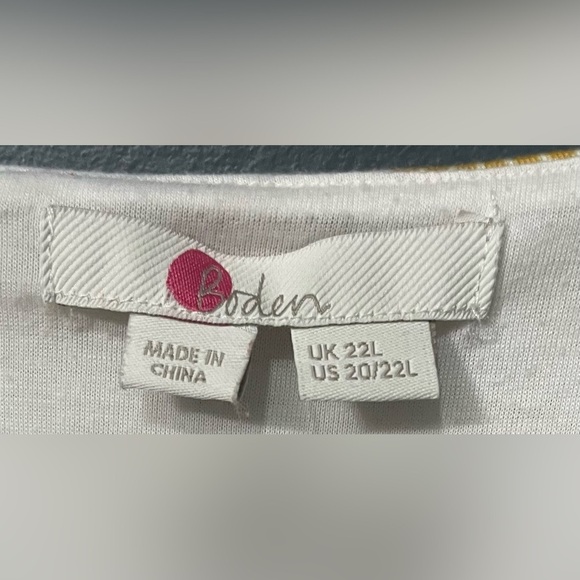 Boden
MADE IN
CHINA
UK 22L
US 20/22L